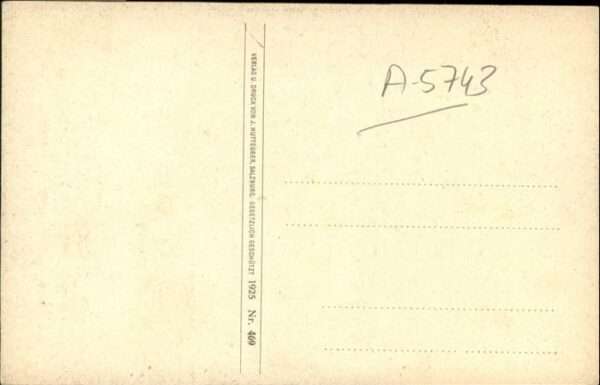 VERLAG U. DRUCK VON J. HUTTEGGER, SALZBURG. GESETZLICH GESCHÜTZT 1925 Nr. 469
A-5743